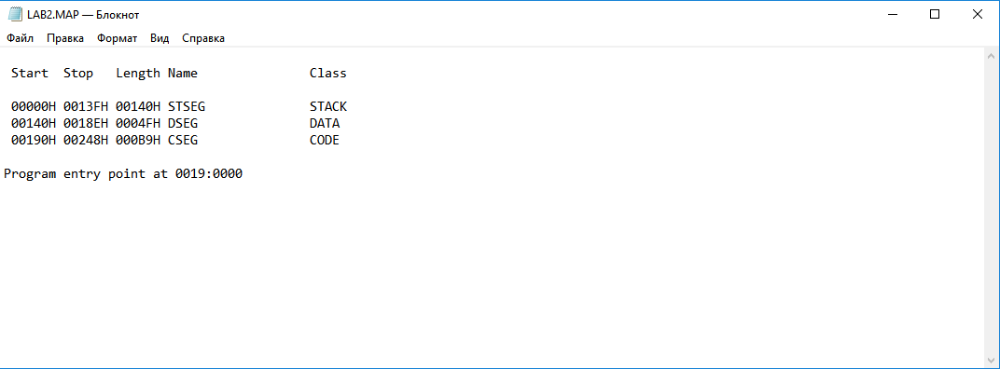 LAB2.MAP — Блокнот
Файл Правка Формат Вид Справка
Start Stop Length Name Class
00000H 0013FH 00140H STSEG STACK
00140H 0018EH 0004FH DSEG DATA
00190H 00248H 000B9H CSEG CODE
Program entry point at 0019:0000